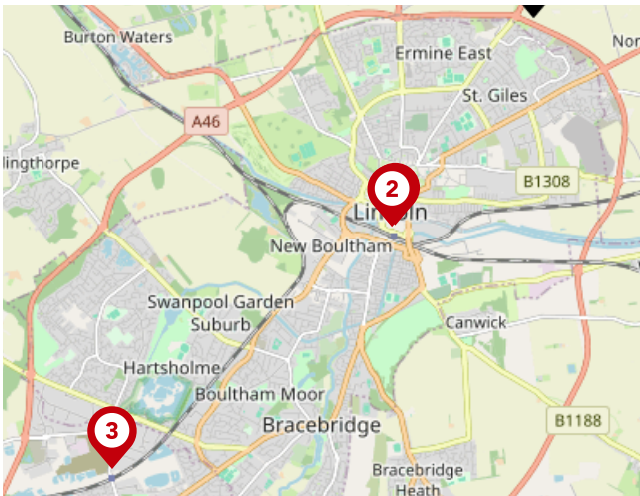 Burton Waters
Ermine East
Nor
St. Giles
A46
lingthorpe
B1308
2
Lincoln
New Boultham
Swanpool Garden
Suburb
Canwick
Hartsholme
Boultham Moor
B1188
Bracebridge
3
Bracebridge
Heath